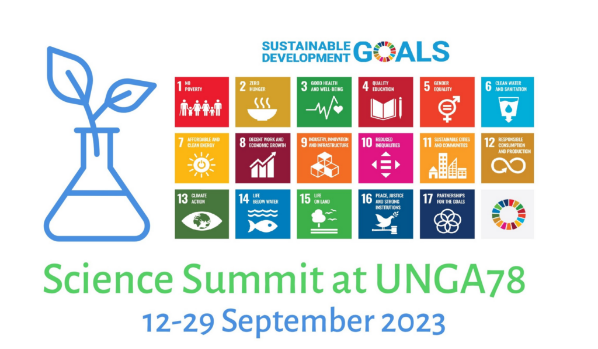 SUSTAINABLE
DEVELOPMENT GOALS
1 NO
POVERTY
2 ZERO
HUNGER
3 GOOD HEALTH
AND WELL-BEING
4 QUALITY
EDUCATION
5 GENDER
EQUALITY
6 CLEAN WATER
AND SANITATION
7 AFFORDABLE AND
CLEAN ENERGY
8 DECENT WORK AND
ECONOMIC GROWTH
9 INDUSTRY, INNOVATION
AND INFRASTRUCTURE
10 REDUCED
INEQUALITIES
11 SUSTAINABLE CITIES
AND COMMUNITIES
12 RESPONSIBLE
CONSUMPTION
AND PRODUCTION
13 CLIMATE
ACTION
14 LIFE
BELOW WATER
15 LIFE
ON LAND
16 PEACE, JUSTICE
AND STRONG
INSTITUTIONS
17 PARTNERSHIPS
FOR THE GOALS
Science Summit at UNGA78
12-29 September 2023